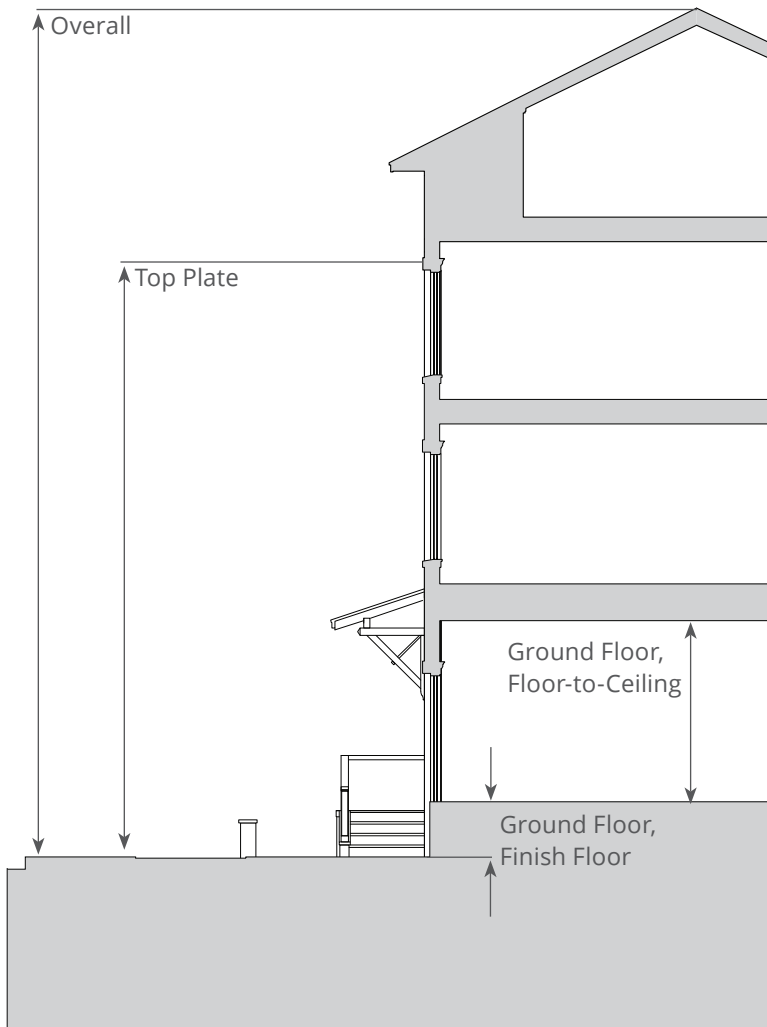 Overall
Top Plate
Ground Floor,
Floor-to-Ceiling
Ground Floor,
Finish Floor